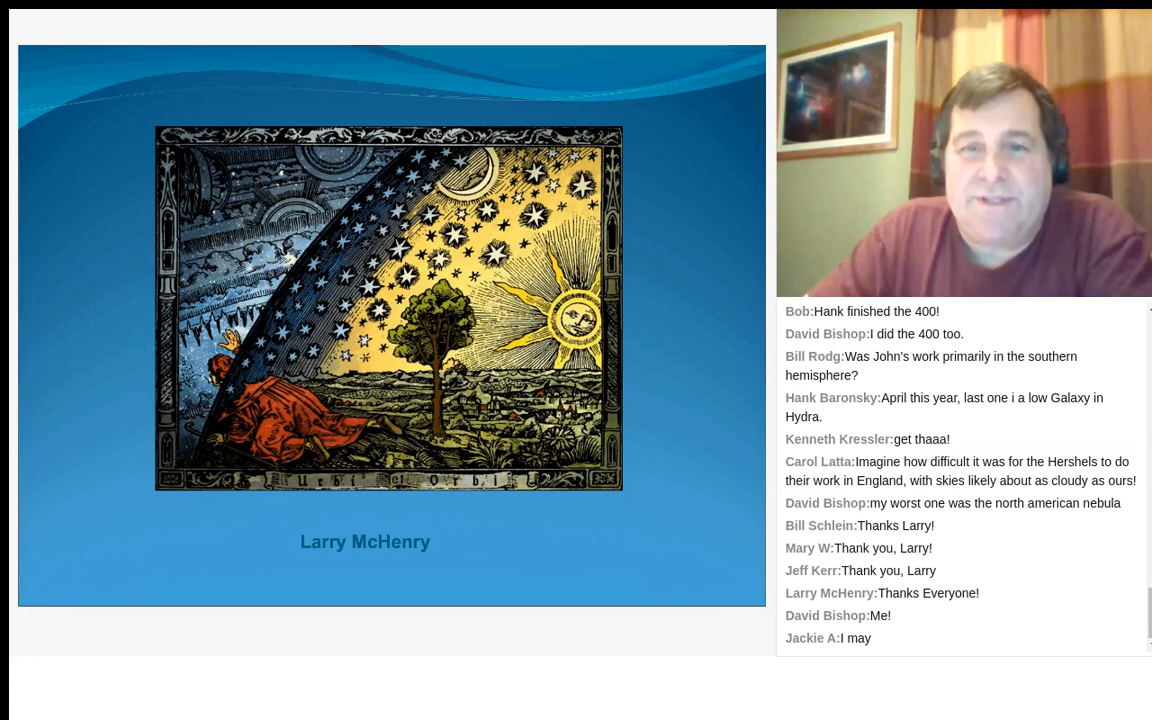 Urbi et Orbi
Larry McHenry
Bob:Hank finished the 400!
David Bishop:I did the 400 too.
Bill Rodg:Was John's work primarily in the southern
hemisphere?
Hank Baronsky:April this year, last one i a low Galaxy in
Hydra.
Kenneth Kressler:get thaaa!
Carol Latta:Imagine how difficult it was for the Hershels to do
their work in England, with skies likely about as cloudy as ours!
David Bishop:my worst one was the north american nebula
Bill Schlein:Thanks Larry!
Mary W:Thank you, Larry!
Jeff Kerr:Thank you, Larry
Larry McHenry:Thanks Everyone!
David Bishop:Me!
Jackie A:I may